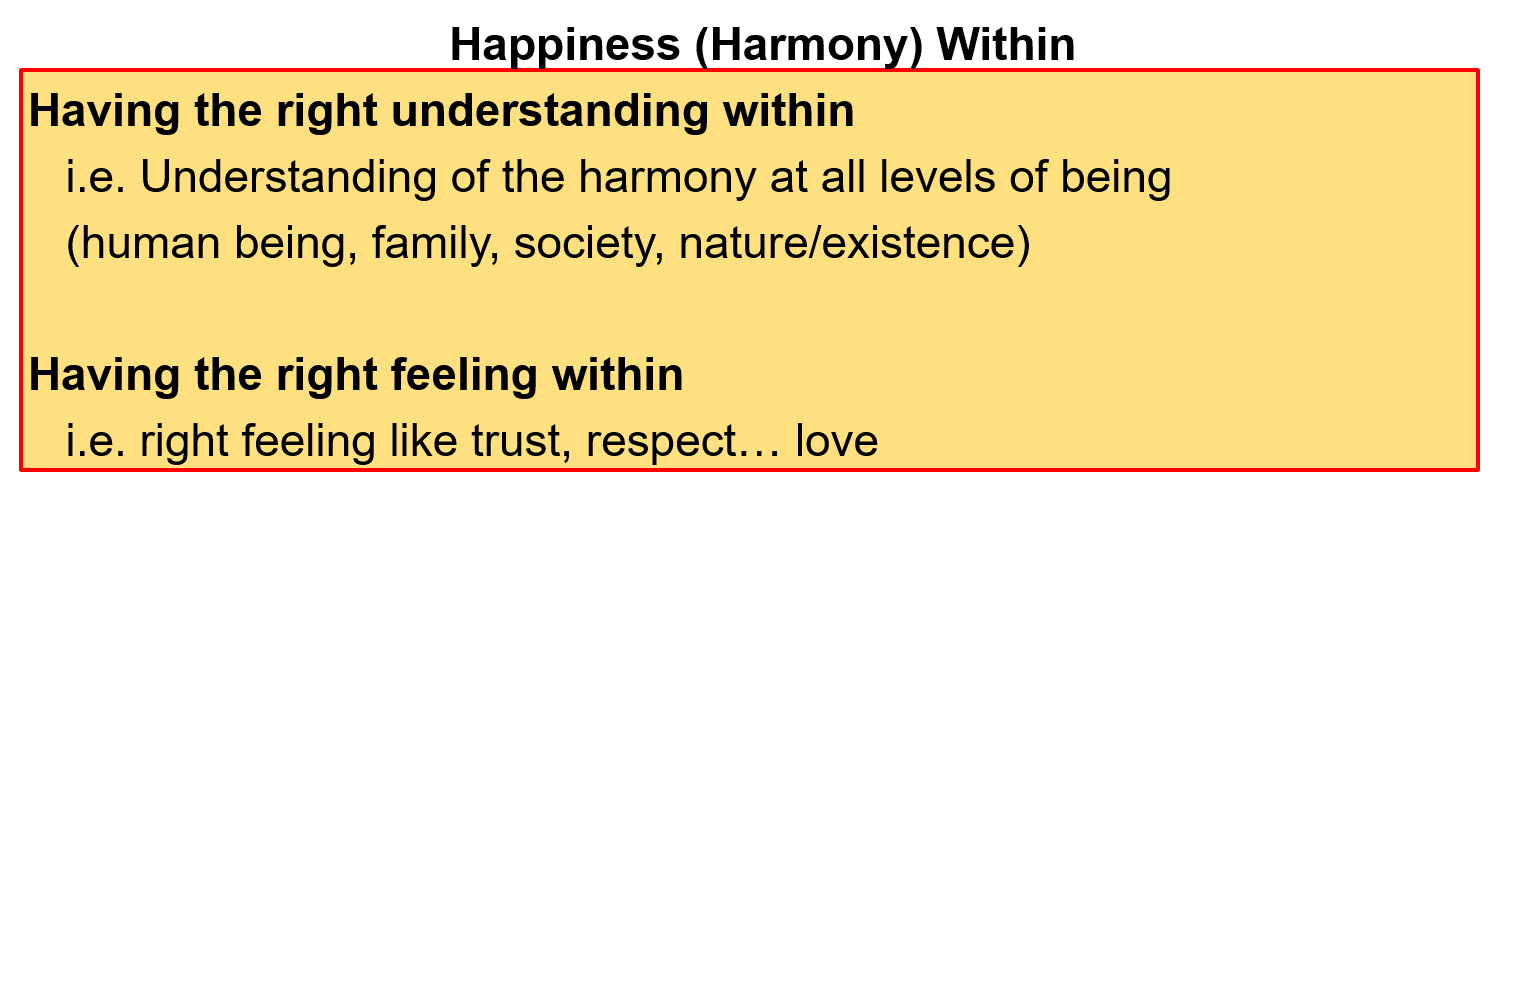 Happiness (Harmony) Within
Having the right understanding within
i.e. Understanding of the harmony at all levels of being
(human being, family, society, nature/existence)
Having the right feeling within
i.e. right feeling like trust, respect… love